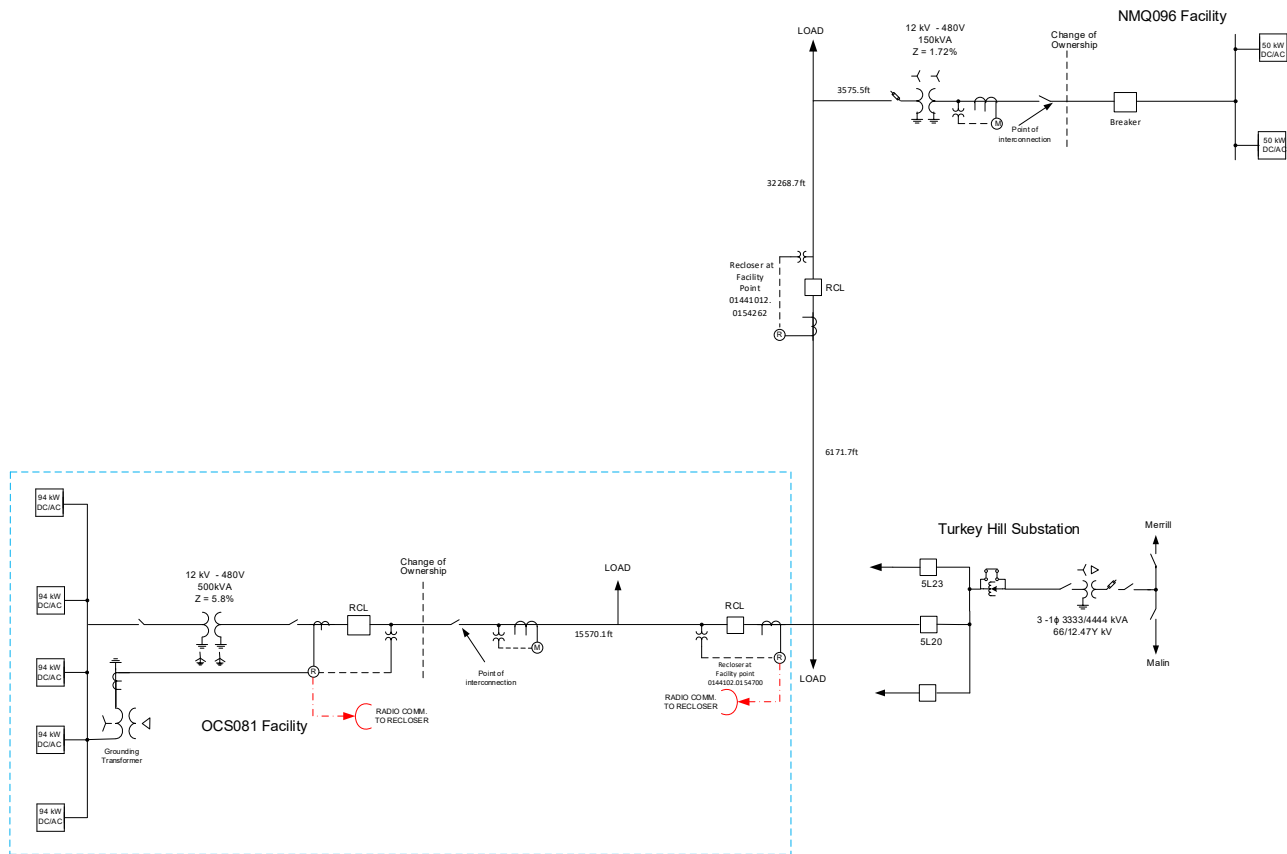 NMQ096 Facility
LOAD
12 kV - 480V
150kVA
Z = 1.72%
Change of
Ownership
50 kW
DC/AC
3575.5ft
M
Point of
interconnection
Breaker
50 kW
DC/AC
32268.7ft
Recloser at
Facility
Point
01441012.
0154262
RCL
R
6171.7ft
94 kW
DC/AC
Turkey Hill Substation
Merrill
12 kV - 480V
500kVA
Z = 5.8%
Change of
Ownership
LOAD
5L23
94 kW
DC/AC
RCL
RCL
3 -1ϕ 3333/4444 kVA
66/12.47Y kV
15570.1ft
5L20
M
R
Point of
interconnection
Recloser at
Facility point
0144102.0154700
R
94 kW
DC/AC
Malin
LOAD
RADIO COMM.
TO RECLOSER
RADIO COMM.
TO RECLOSER
OCS081 Facility
94 kW
DC/AC
Grounding
Transformer
94 kW
DC/AC